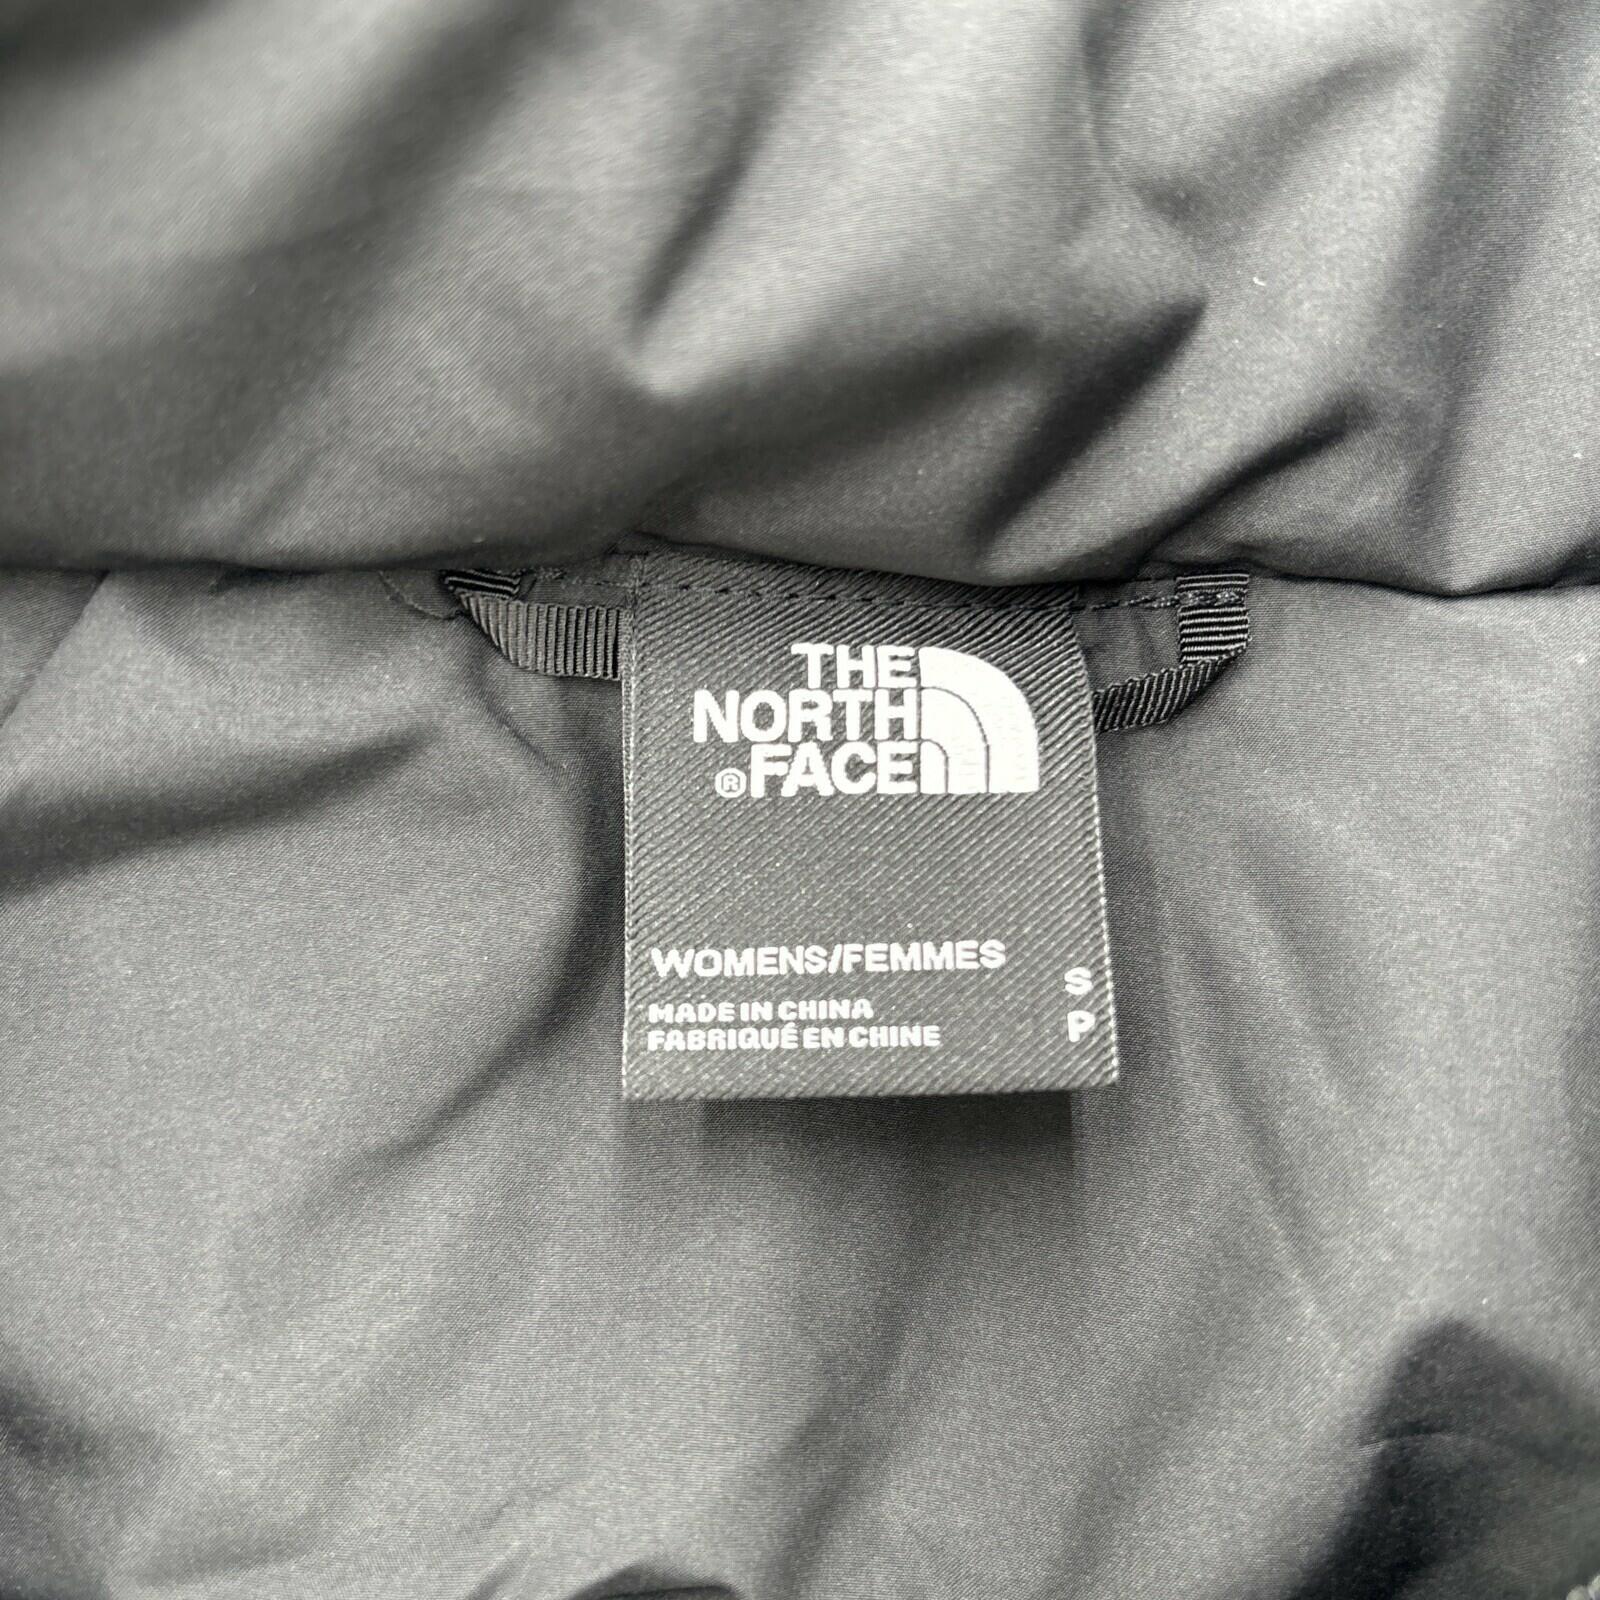 THE
NORTH
® FACE
WOMENS/FEMMES
S
MADE IN CHINA
FABRIQUÉ EN CHINE
P